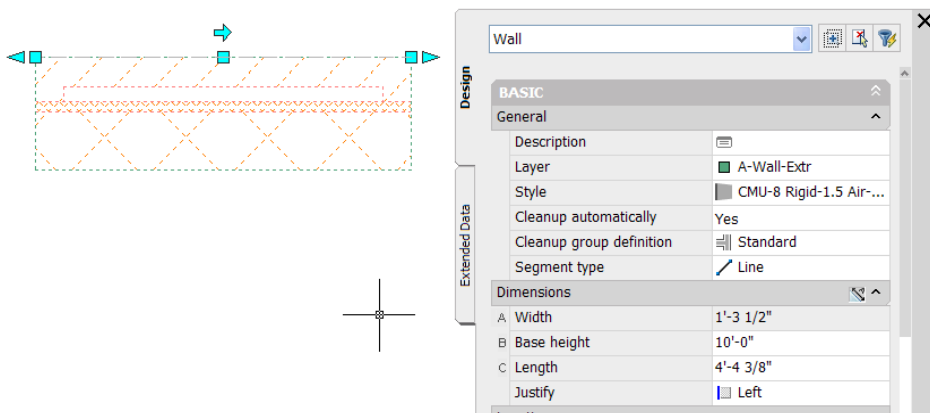 Wall
Design
BASIC
General
Description
Layer A-Wall-Extr
Style CMU-8 Rigid-1.5 Air-...
Cleanup automatically Yes
Cleanup group definition Standard
Segment type Line
Extended Data
Dimensions
A Width 1'-3 1/2"
B Base height 10'-0"
C Length 4'-4 3/8"
Justify Left